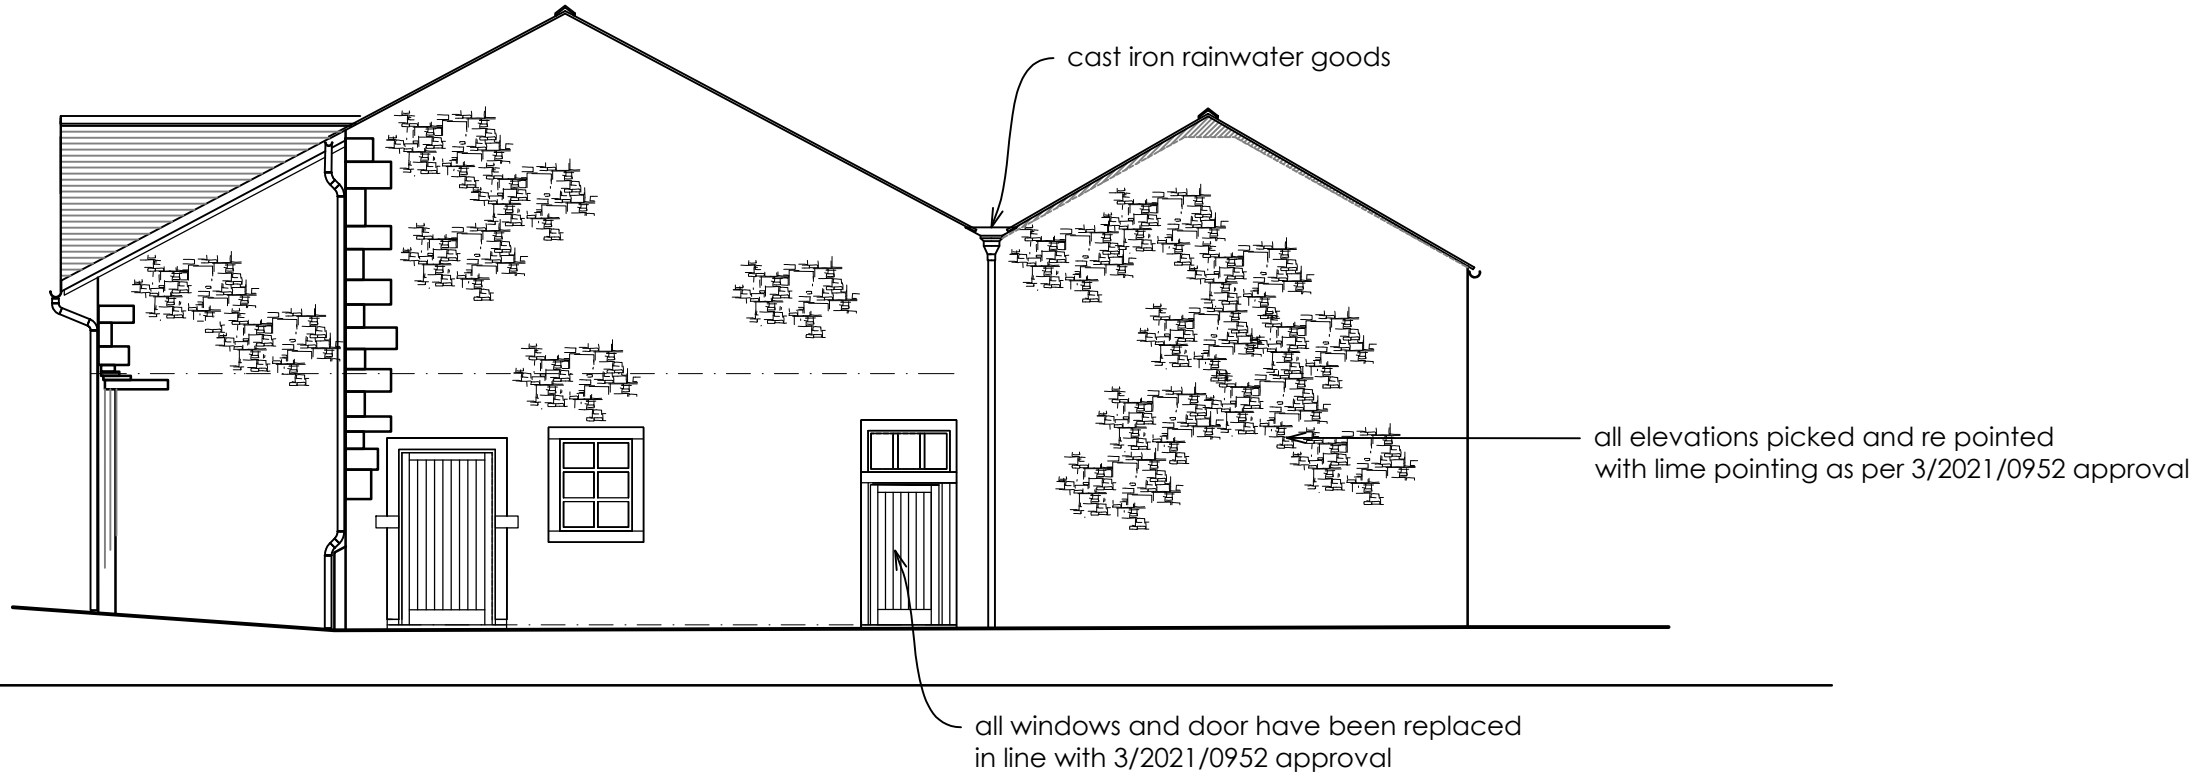 cast iron rainwater goods
all elevations picked and re pointed
with lime pointing as per 3/2021/0952 approval
all windows and door have been replaced
in line with 3/2021/0952 approval